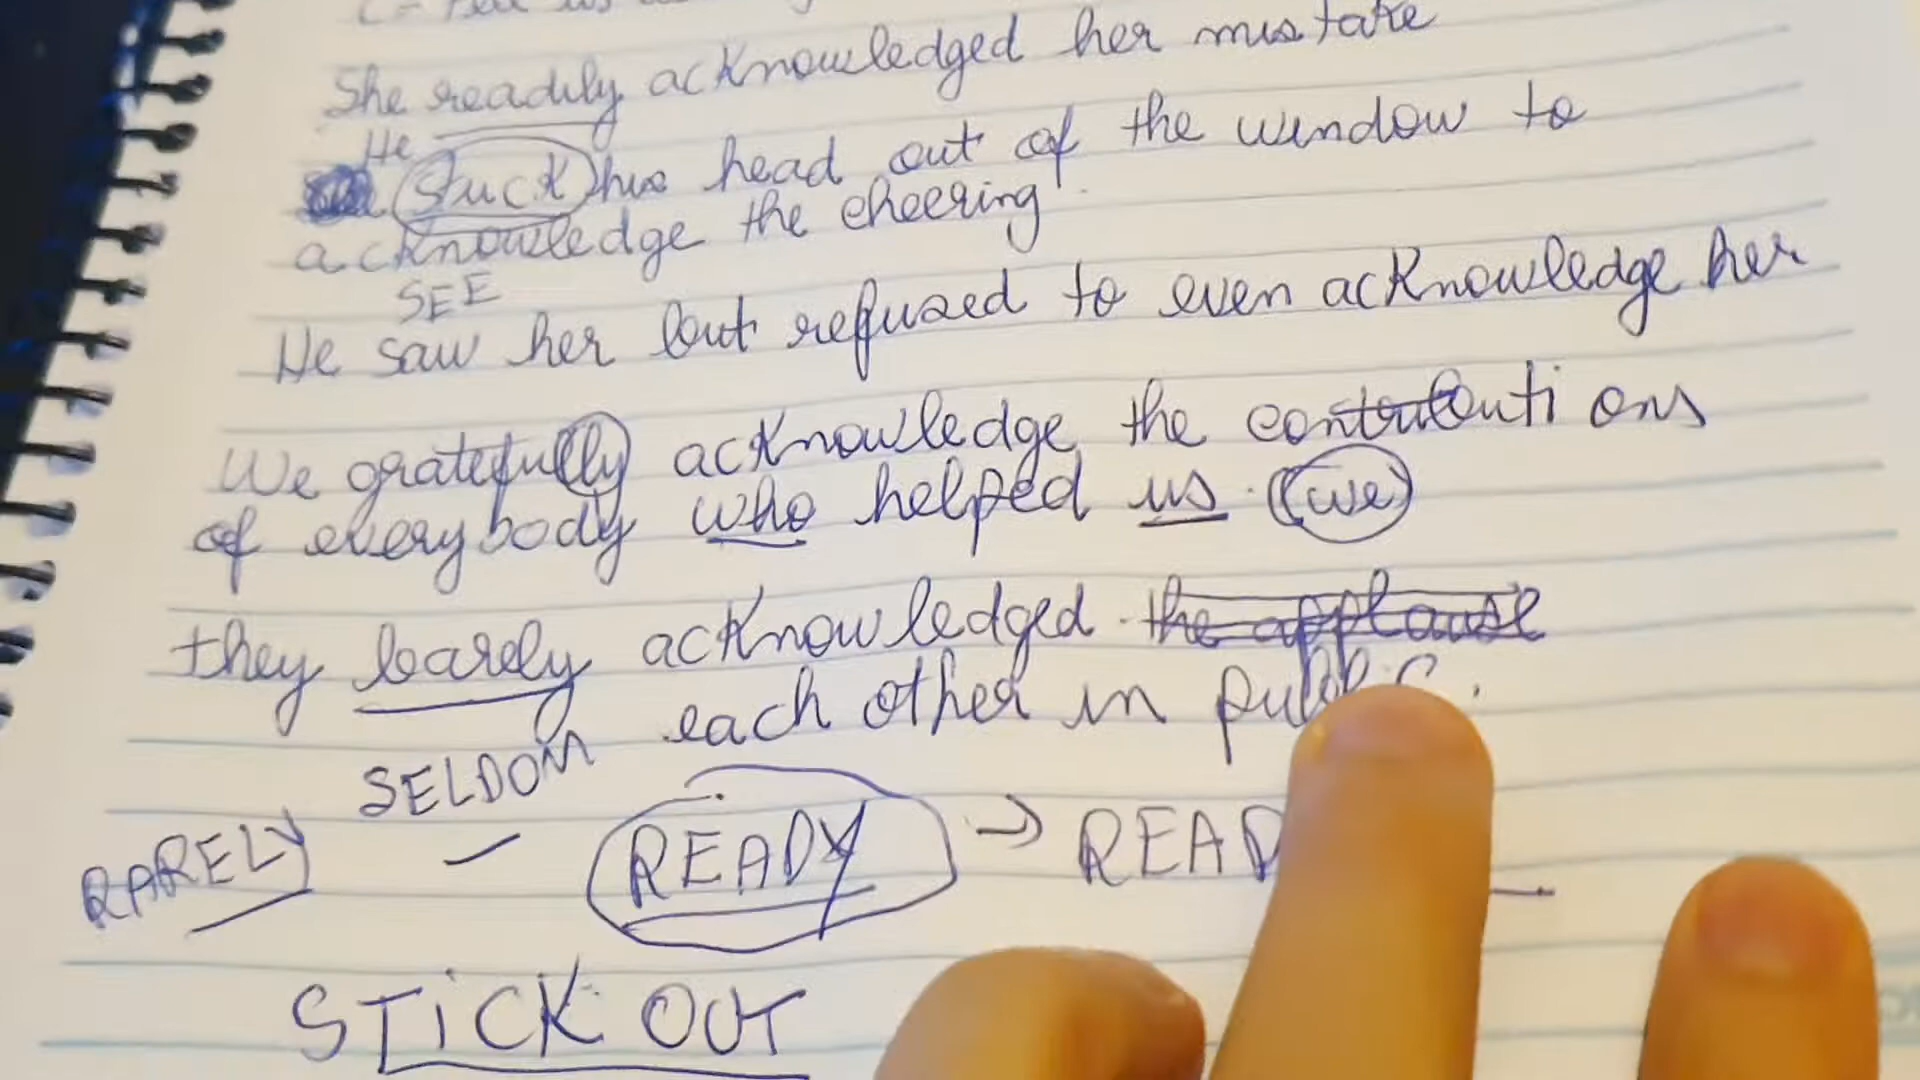 She readily acknowledged her mistake
He
stuck his head out of the window to
acknowledge the cheering.
SEE
He saw her but refused to even acknowledge her
We gratefully acknowledge the contributions
of everybody who helped us. (we)
they barely acknowledged the applause
each other in public.
SELDOM
RARELY – READY → READ
STICK OUT